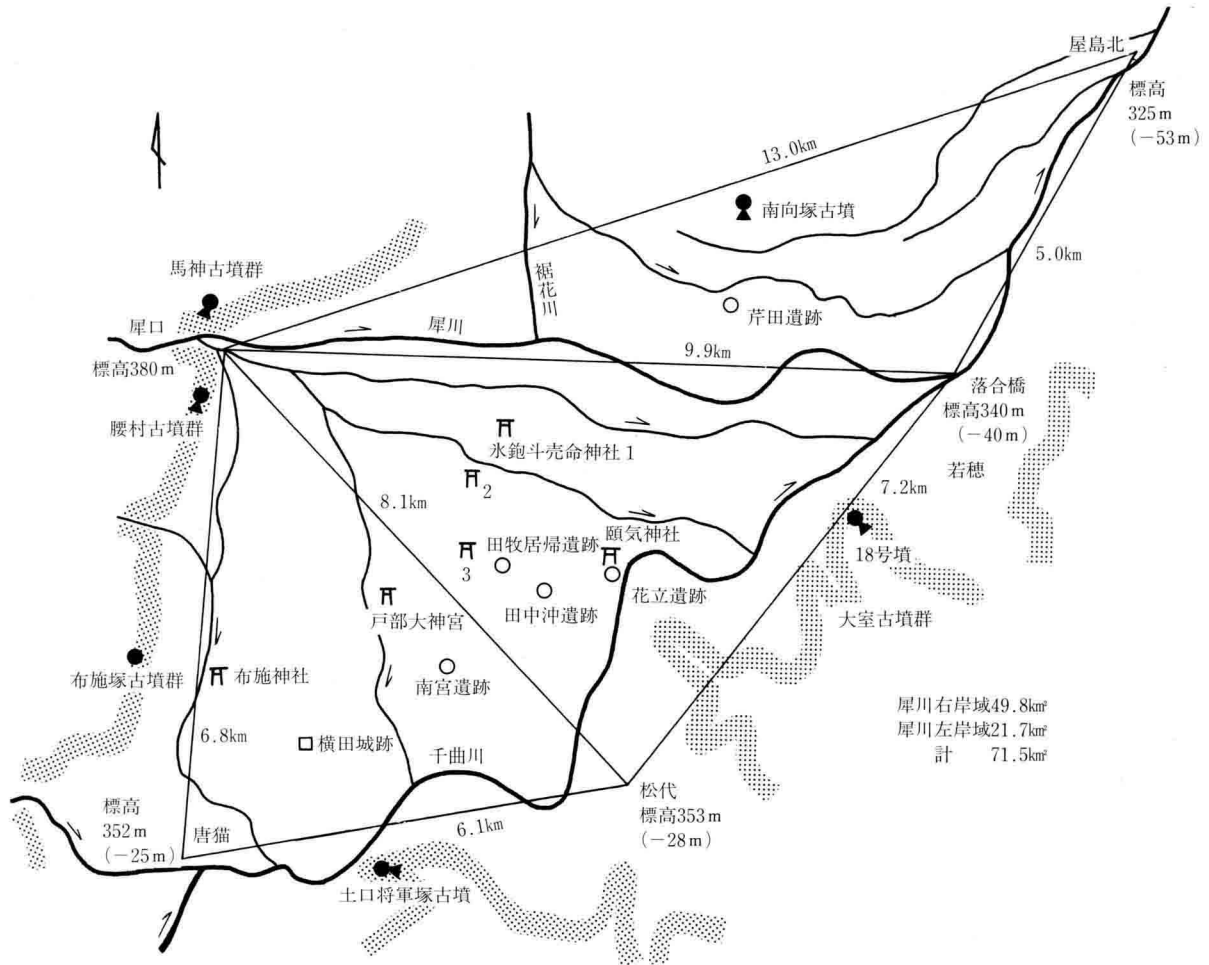 屋島北
標高
325m
(−53m)
13.0km
南向塚古墳
5.0km
馬神古墳群
裾花川
芹田遺跡
犀口
犀川
9.9km
標高380m
落合橋
標高340m
(−40m)
腰村古墳群
氷鉋斗売命神社1
若穂
2
7.2km
8.1km
頤気神社
田牧居帰遺跡
3
18号墳
花立遺跡
田中沖遺跡
戸部大神宮
大室古墳群
布施塚古墳群
布施神社
南宮遺跡
犀川右岸域49.8km²
犀川左岸域21.7km²
計 71.5km²
6.8km
横田城跡
千曲川
松代
標高353m
(−28m)
標高
352m
(−25m)
唐猫
6.1km
土口将軍塚古墳